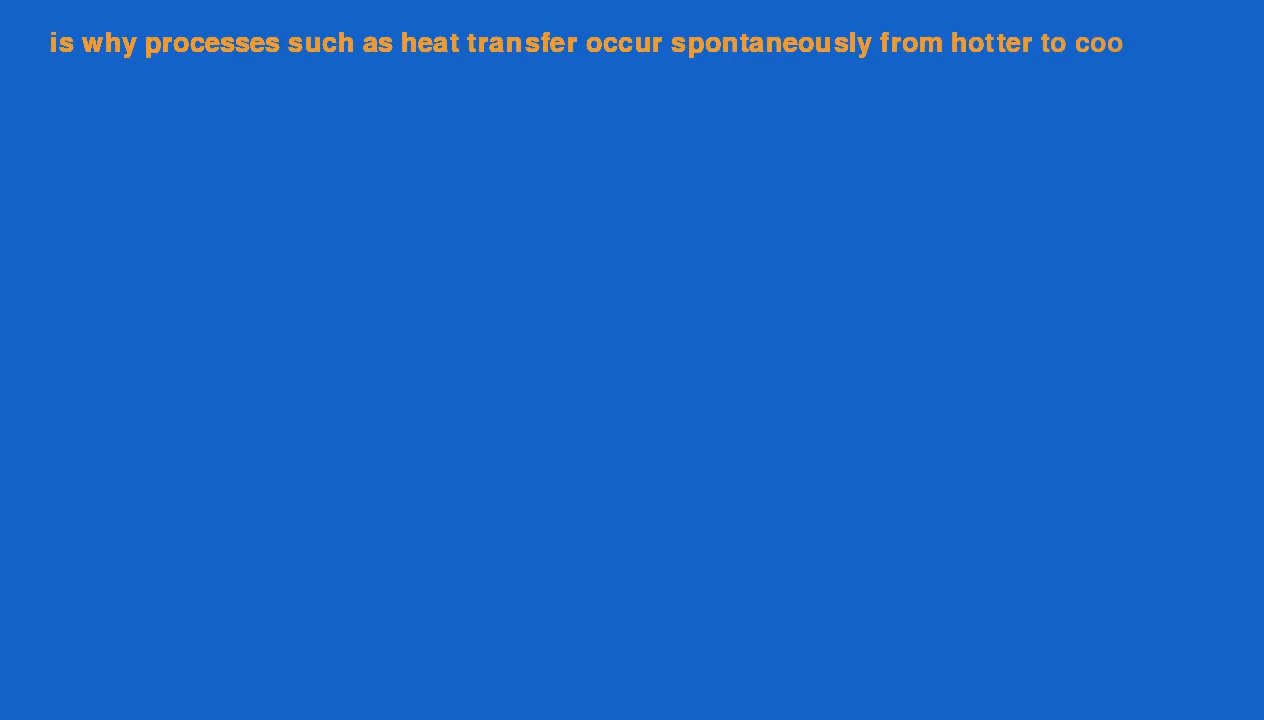 is why processes such as heat transfer occur spontaneously from hotter to coo